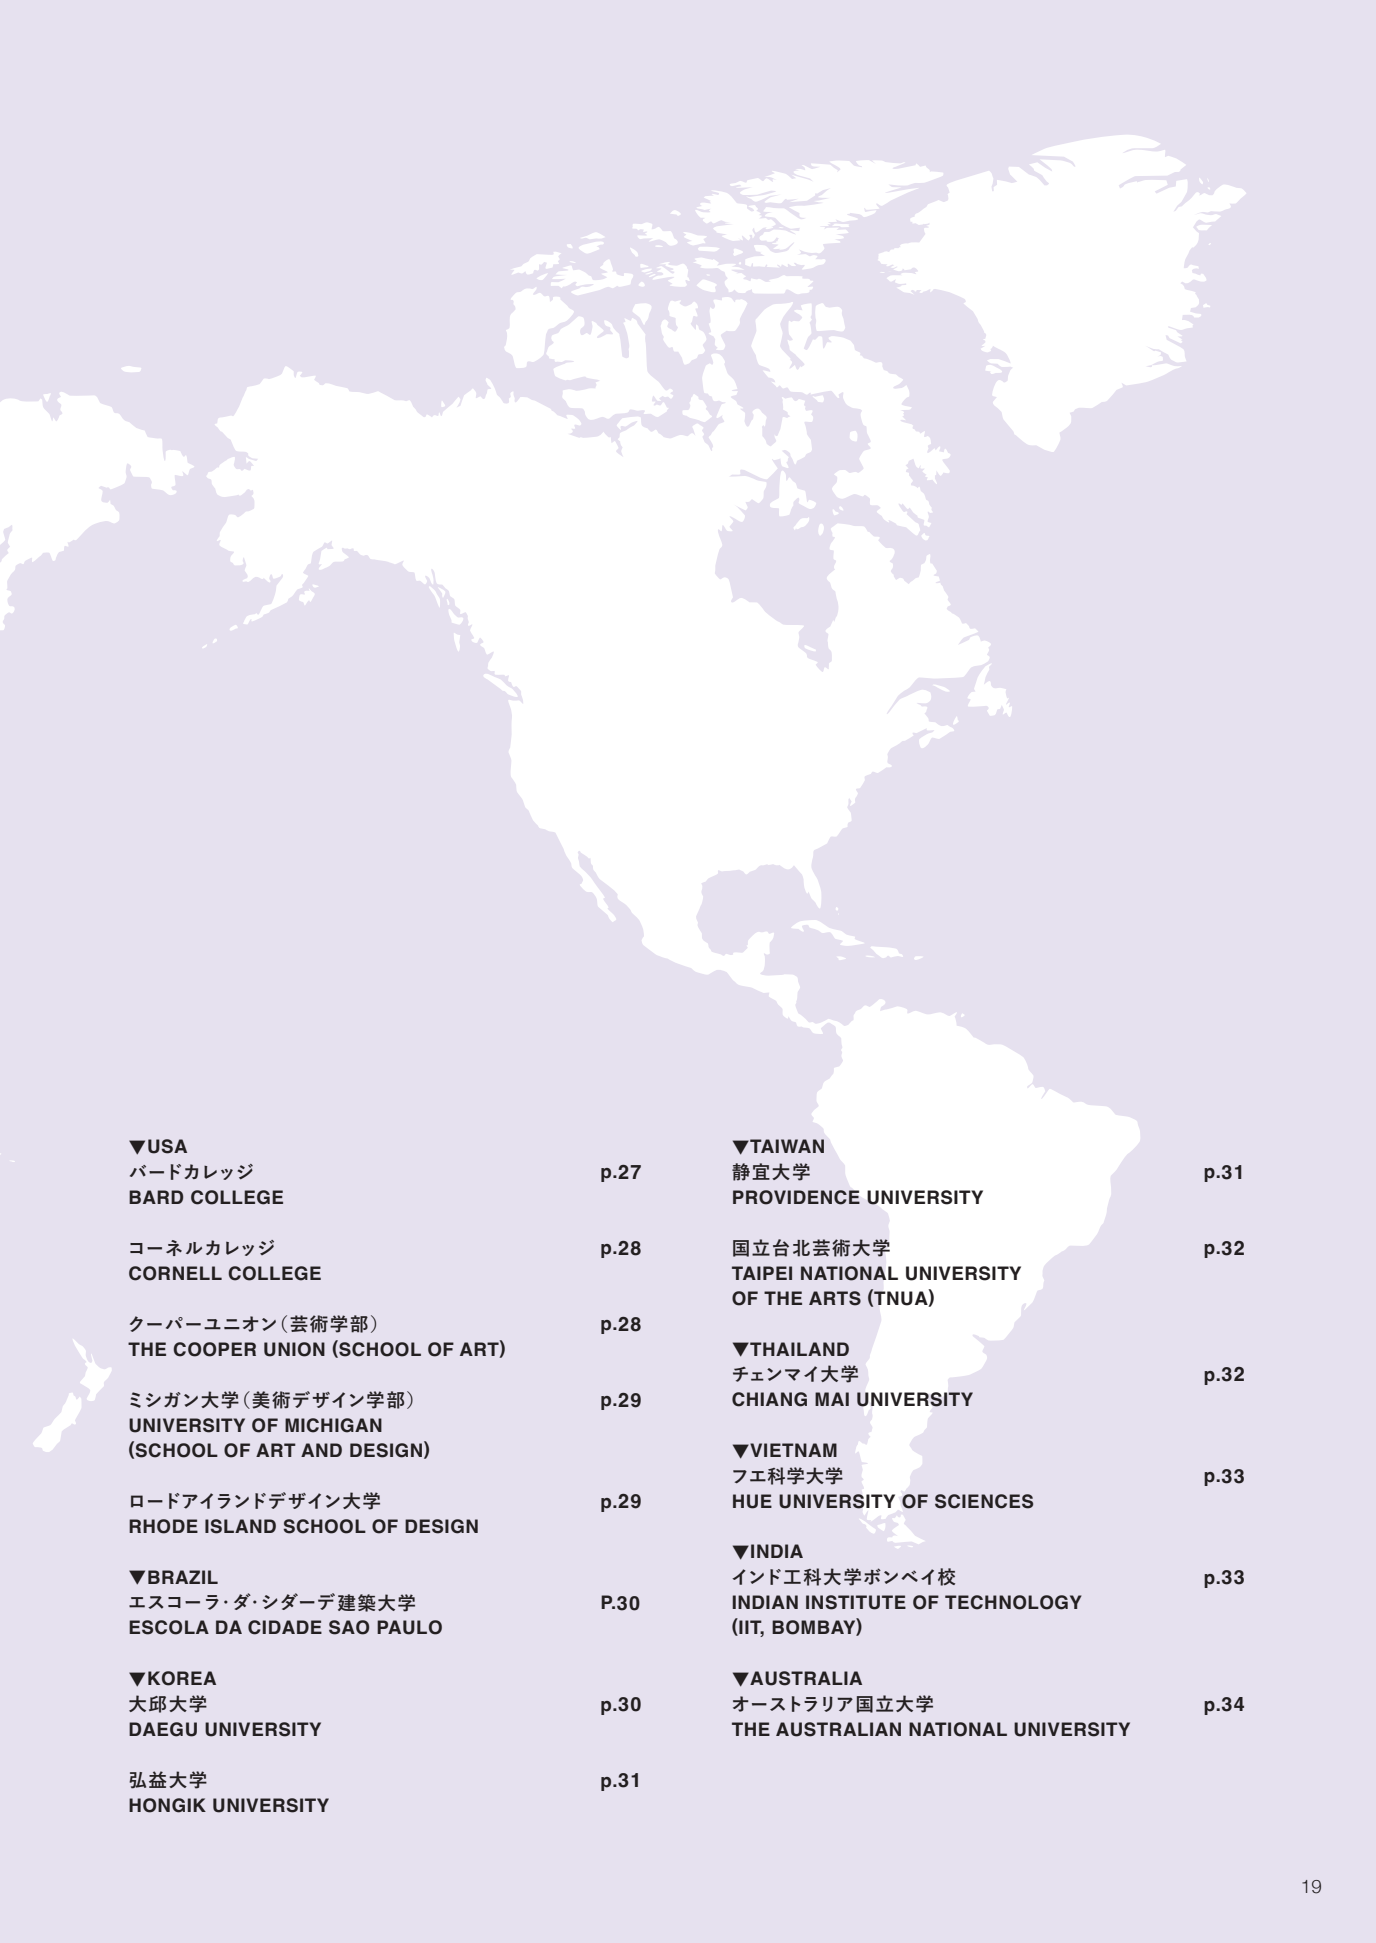 ▼USA
バードカレッジ p.27
BARD COLLEGE
コーネルカレッジ p.28
CORNELL COLLEGE
クーパーユニオン（芸術学部） p.28
THE COOPER UNION (SCHOOL OF ART)
ミシガン大学（美術デザイン学部） p.29
UNIVERSITY OF MICHIGAN
(SCHOOL OF ART AND DESIGN)
ロードアイランドデザイン大学 p.29
RHODE ISLAND SCHOOL OF DESIGN
▼BRAZIL
エスコーラ・ダ・シダーデ建築大学 P.30
ESCOLA DA CIDADE SAO PAULO
▼KOREA
大邱大学 p.30
DAEGU UNIVERSITY
弘益大学 p.31
HONGIK UNIVERSITY
▼TAIWAN
静宜大学 p.31
PROVIDENCE UNIVERSITY
国立台北芸術大学 p.32
TAIPEI NATIONAL UNIVERSITY
OF THE ARTS (TNUA)
▼THAILAND
チェンマイ大学 p.32
CHIANG MAI UNIVERSITY
▼VIETNAM
フエ科学大学 p.33
HUE UNIVERSITY OF SCIENCES
▼INDIA
インド工科大学ボンベイ校 p.33
INDIAN INSTITUTE OF TECHNOLOGY
(IIT, BOMBAY)
▼AUSTRALIA
オーストラリア国立大学 p.34
THE AUSTRALIAN NATIONAL UNIVERSITY
19